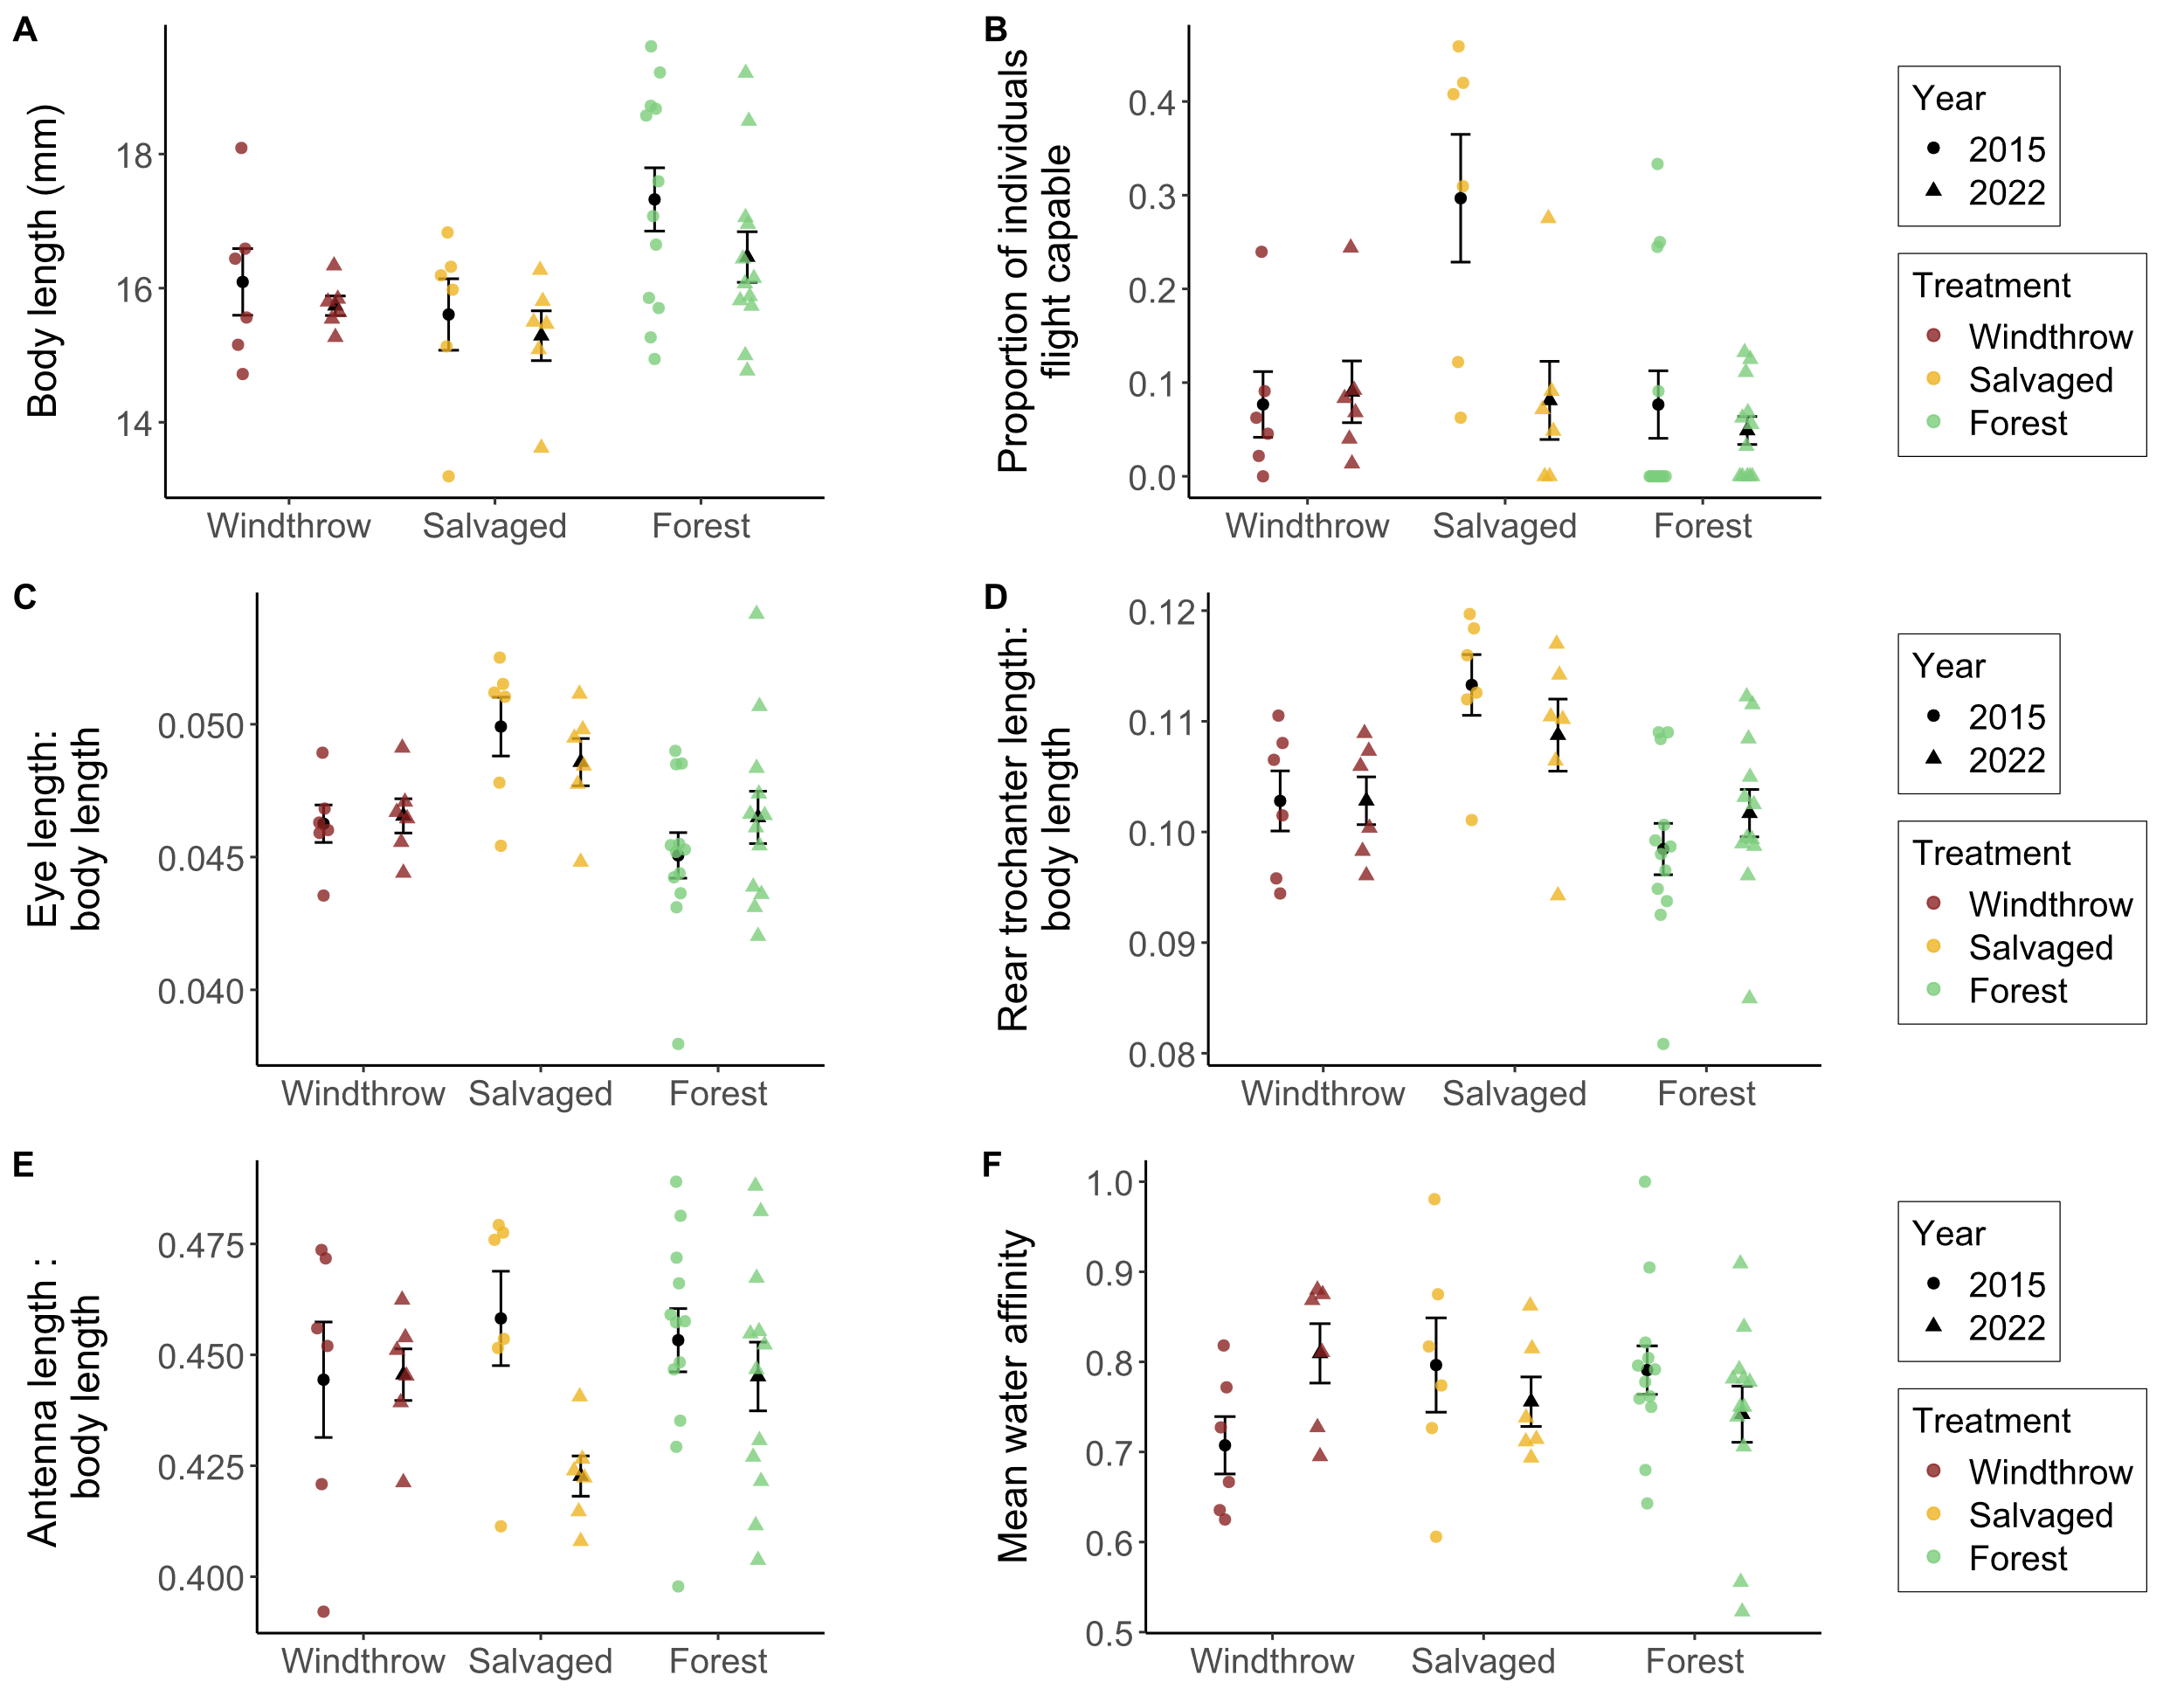 A
Body length (mm)
18
16
14
Windthrow Salvaged Forest
B
Proportion of individuals
flight capable
0.4
0.3
0.2
0.1
0.0
Windthrow Salvaged Forest
Year
2015
2022
Treatment
Windthrow
Salvaged
Forest
C
Eye length:
body length
0.050
0.045
0.040
Windthrow Salvaged Forest
D
Rear trochanter length:
body length
0.12
0.11
0.10
0.09
0.08
Windthrow Salvaged Forest
Year
2015
2022
Treatment
Windthrow
Salvaged
Forest
E
Antenna length :
body length
0.475
0.450
0.425
0.400
Windthrow Salvaged Forest
F
Mean water affinity
1.0
0.9
0.8
0.7
0.6
0.5
Windthrow Salvaged Forest
Year
2015
2022
Treatment
Windthrow
Salvaged
Forest